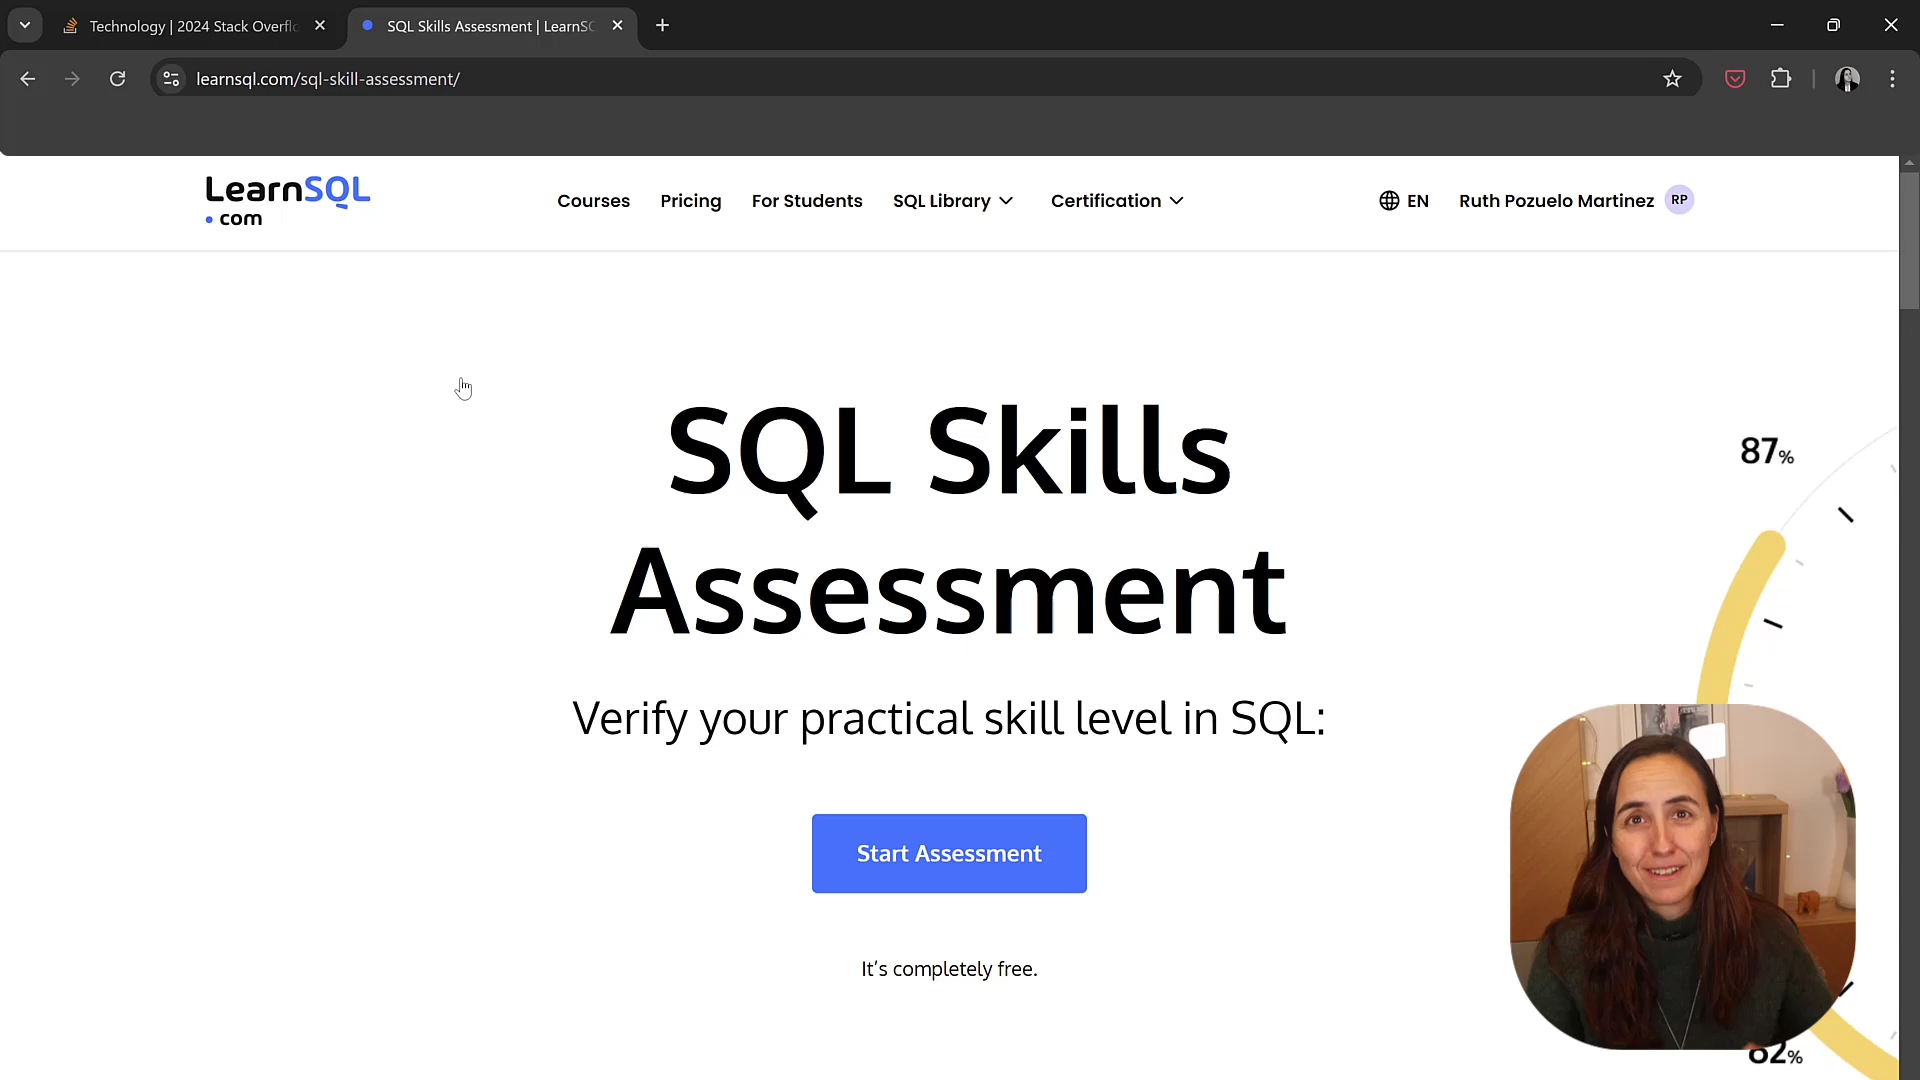 Technology | 2024 Stack Overflo
SQL Skills Assessment | LearnSQ
learnsql.com/sql-skill-assessment/
LearnSQL
com
Courses
Pricing
For Students
SQL Library
Certification
EN
Ruth Pozuelo Martinez
RP
SQL Skills
Assessment
87%
Verify your practical skill level in SQL:
Start Assessment
It's completely free.
62%